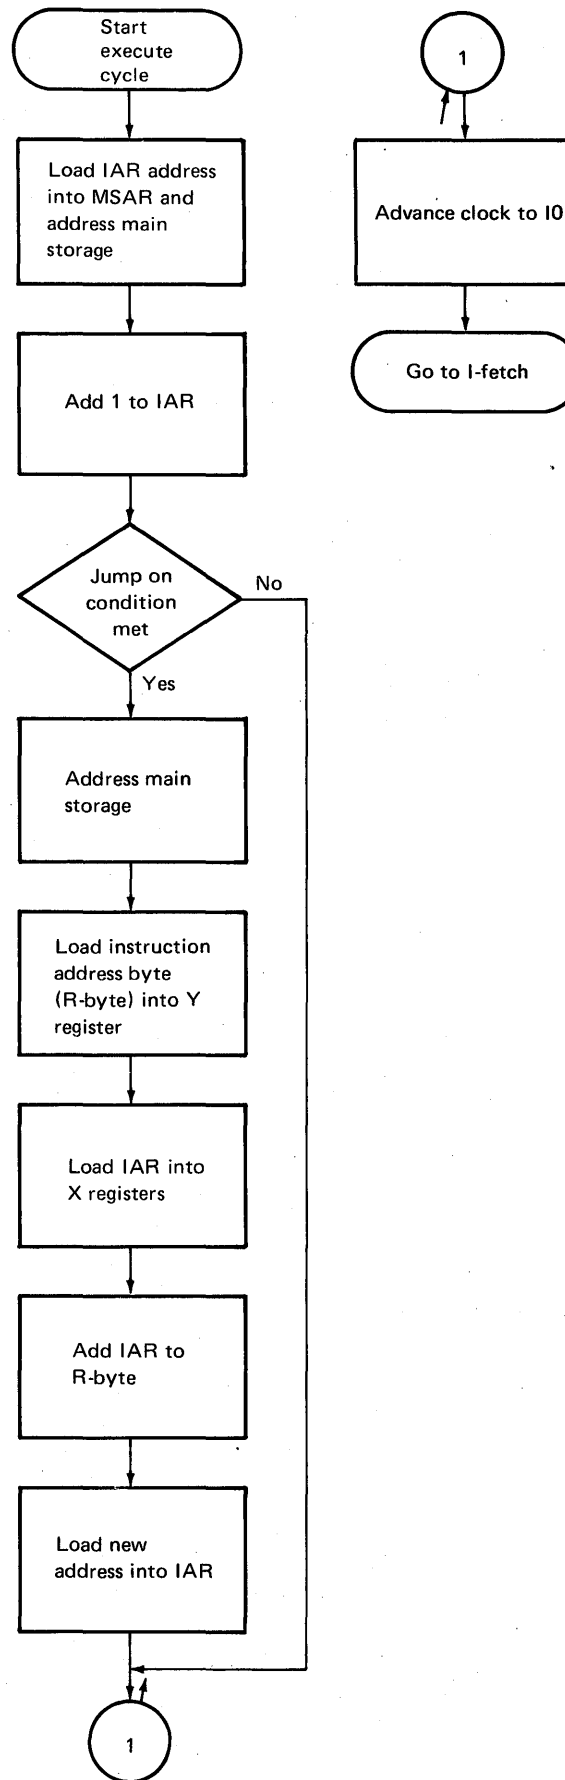 Start
execute
cycle
Load IAR address
into MSAR and
address main
storage
Add 1 to IAR
Jump on
condition
met
No
Yes
Address main
storage
Load instruction
address byte
(R-byte) into Y
register
Load IAR into
X registers
Add IAR to
R-byte
Load new
address into IAR
1
1
Advance clock to I0
Go to I-fetch